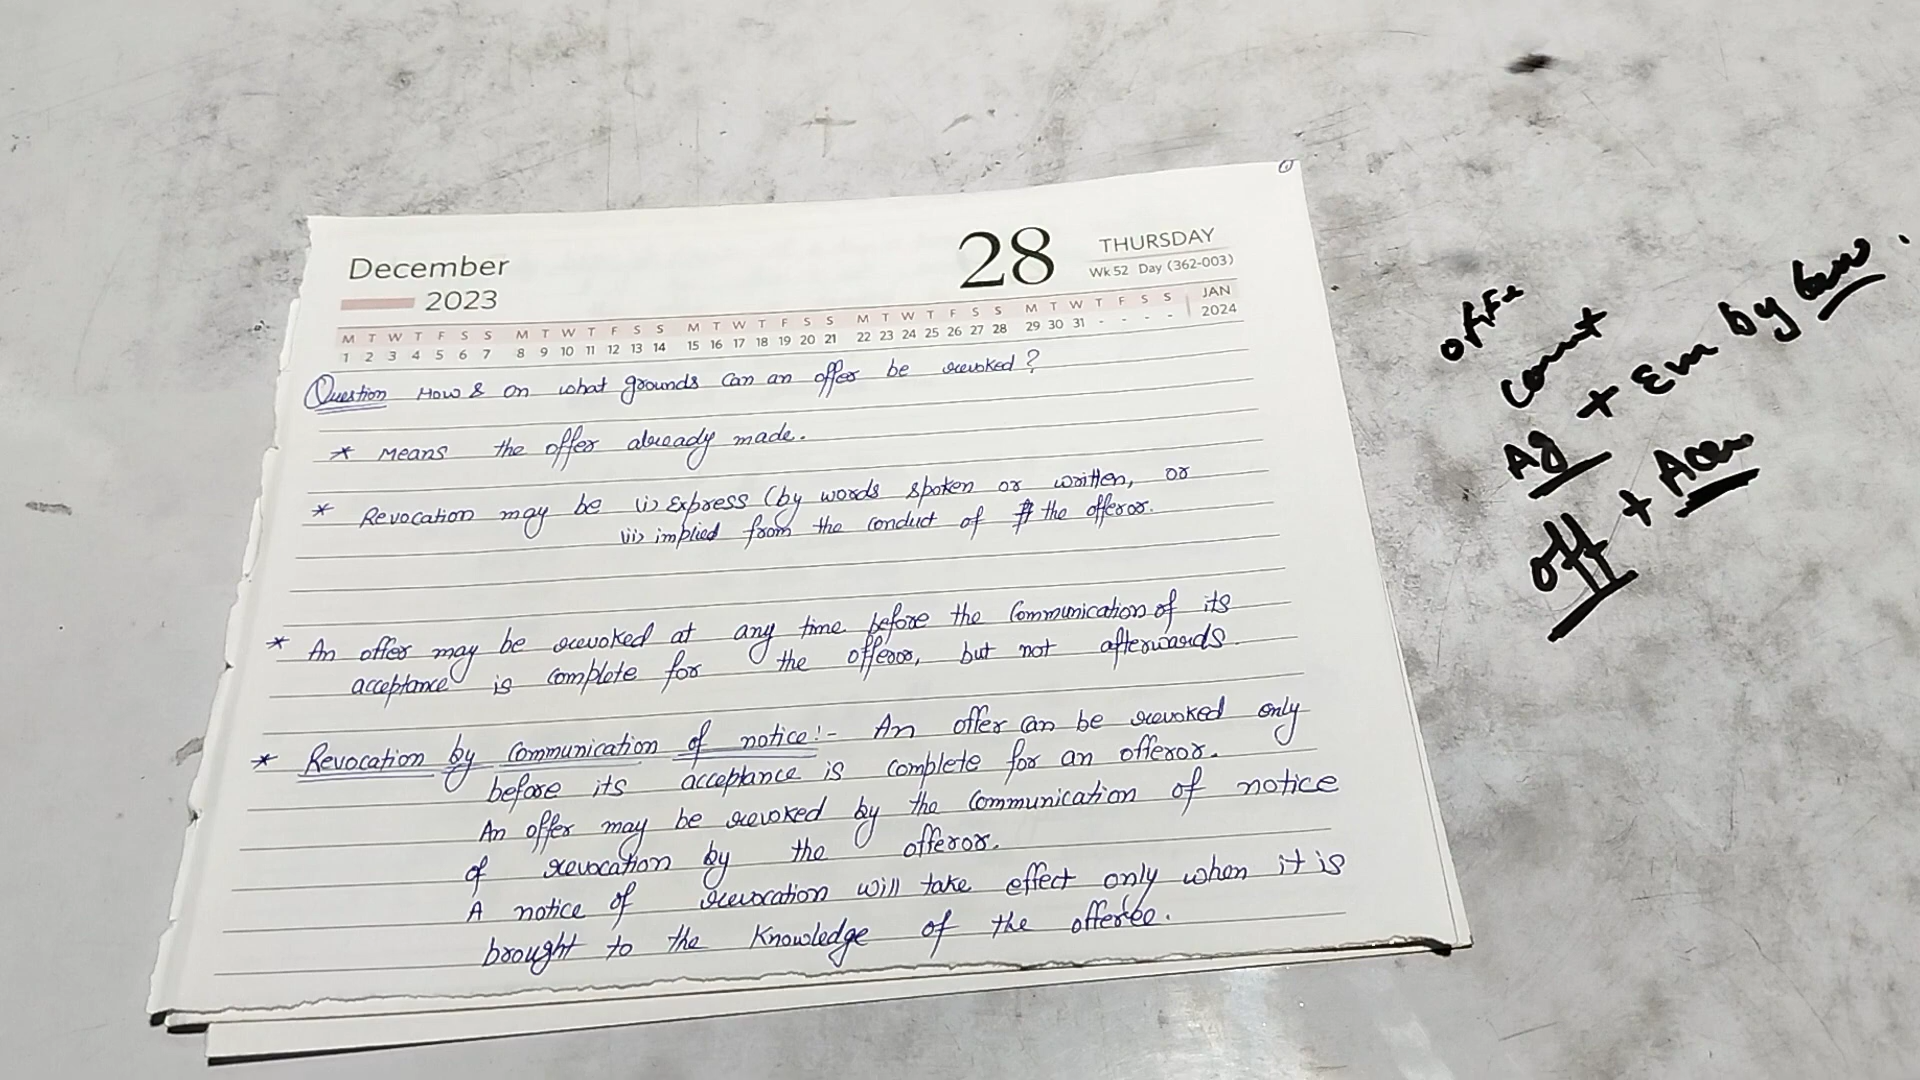 December
2023
28
THURSDAY
Wk 52 Day (362-003)
M T W T F S S M T W T F S S M T W T F S S M T W T F S S M T W T F S S JAN
1 2 3 4 5 6 7 8 9 10 11 12 13 14 15 16 17 18 19 20 21 22 23 24 25 26 27 28 29 30 31 - - - - 2024
Question How & on what grounds can an offer be revoked?
* Means the offer already made.
* Revocation may be (i) Express (by words spoken or written, or
(ii) implied from the conduct of the offeror.
* An offer may be revoked at any time before the communication of its
acceptance is complete for the offeror, but not afterwards.
* Revocation by communication of notice:- An offer can be revoked only
before its acceptance is complete for an offeror.
An offer may be revoked by the communication of notice
of revocation by the offeror.
A notice of revocation will take effect only when it is
brought to the knowledge of the offeree.
Ag + En by
off +